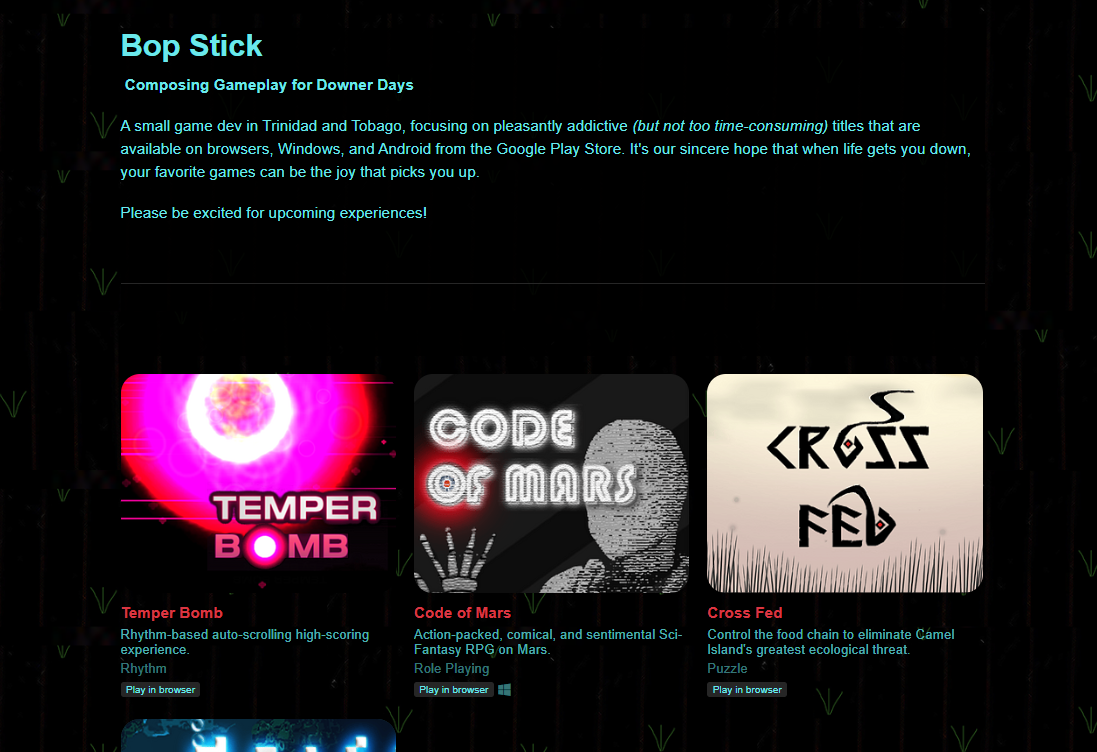 Bop Stick
Composing Gameplay for Downer Days
A small game dev in Trinidad and Tobago, focusing on pleasantly addictive (but not too time-consuming) titles that are
available on browsers, Windows, and Android from the Google Play Store. It's our sincere hope that when life gets you down,
your favorite games can be the joy that picks you up.
Please be excited for upcoming experiences!
TEMPER
BOMB
CODE
OF MARS
CROSS
FED
Temper Bomb
Rhythm-based auto-scrolling high-scoring
experience.
Rhythm
Play in browser
Code of Mars
Action-packed, comical, and sentimental Sci-
Fantasy RPG on Mars.
Role Playing
Play in browser
Cross Fed
Control the food chain to eliminate Camel
Island's greatest ecological threat.
Puzzle
Play in browser